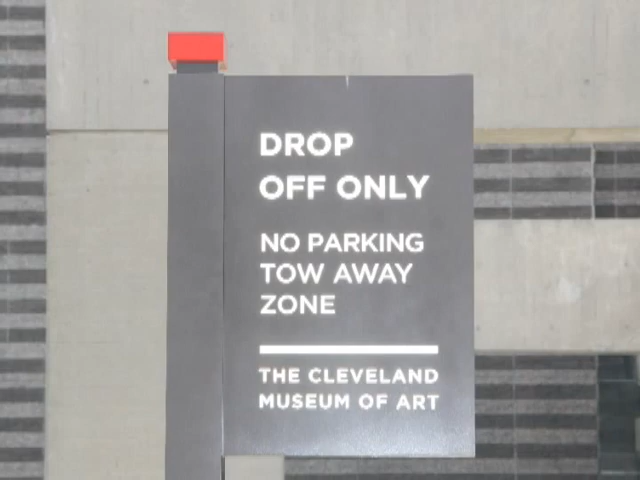 DROP
OFF ONLY
NO PARKING
TOW AWAY
ZONE
THE CLEVELAND
MUSEUM OF ART